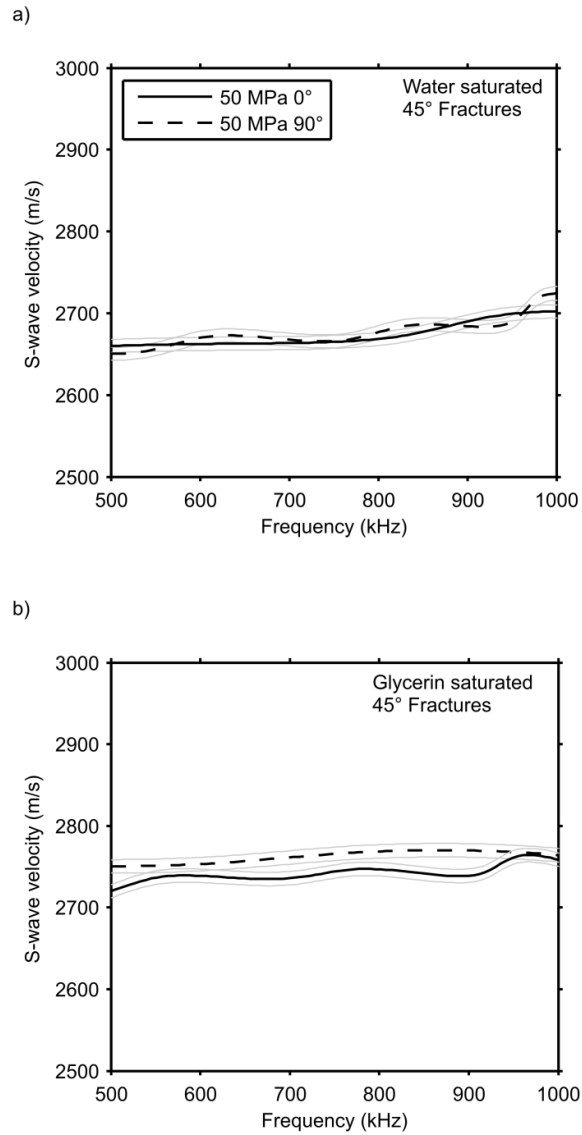 a)
3000
2900
2800
2700
2600
2500
S-wave velocity (m/s)
50 MPa 0°
50 MPa 90°
Water saturated
45° Fractures
500
600
700
800
900
1000
Frequency (kHz)
b)
3000
2900
2800
2700
2600
2500
S-wave velocity (m/s)
Glycerin saturated
45° Fractures
500
600
700
800
900
1000
Frequency (kHz)